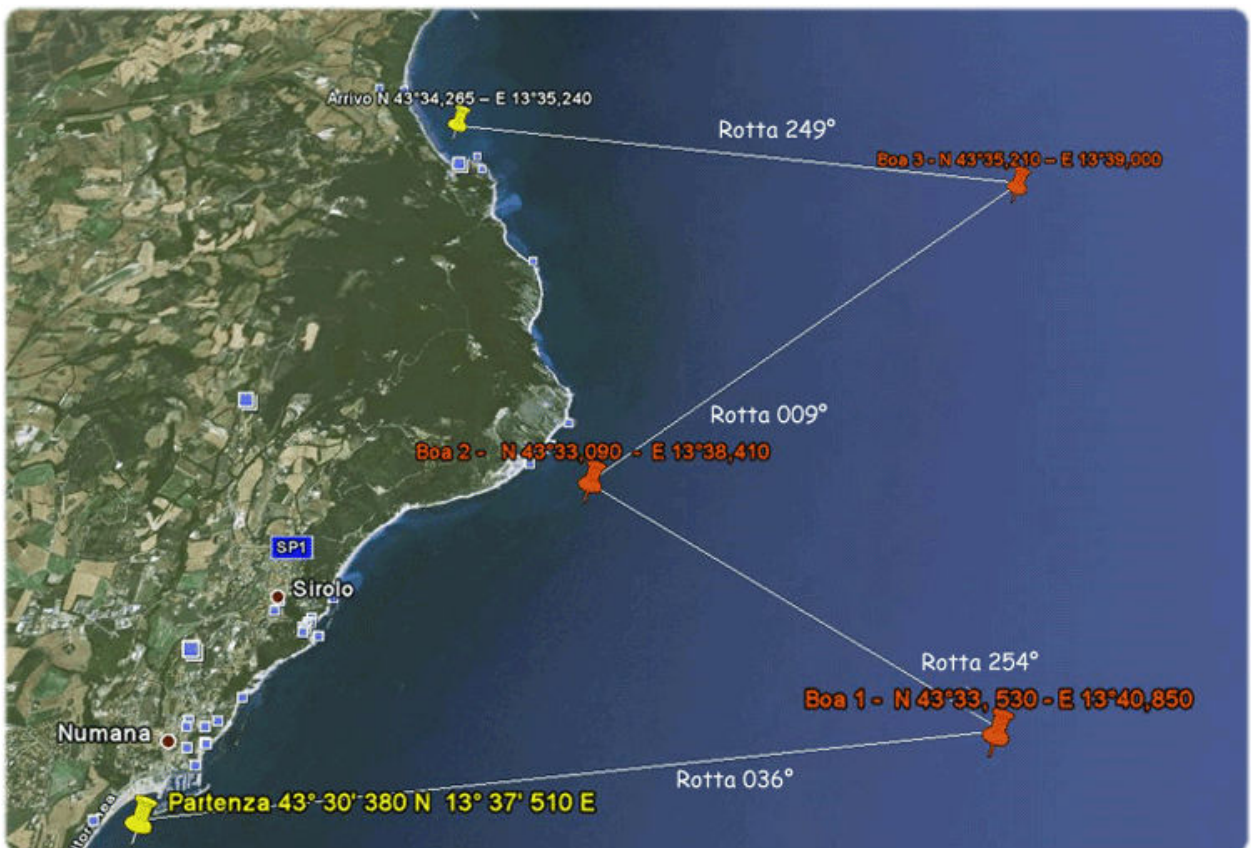 Arrivo N 43°34,265 – E 13°35,240
Rotta 249°
Boa 3 - N 43°35,210 – E 13°39,000
Rotta 009°
Boa 2 - N 43°33,090 - E 13°38,410
SP1
Sirolo
Rotta 254°
Boa 1 - N 43°33, 530 - E 13°40,850
Numana
Rotta 036°
Partenza 43° 30' 380 N 13° 37' 510 E